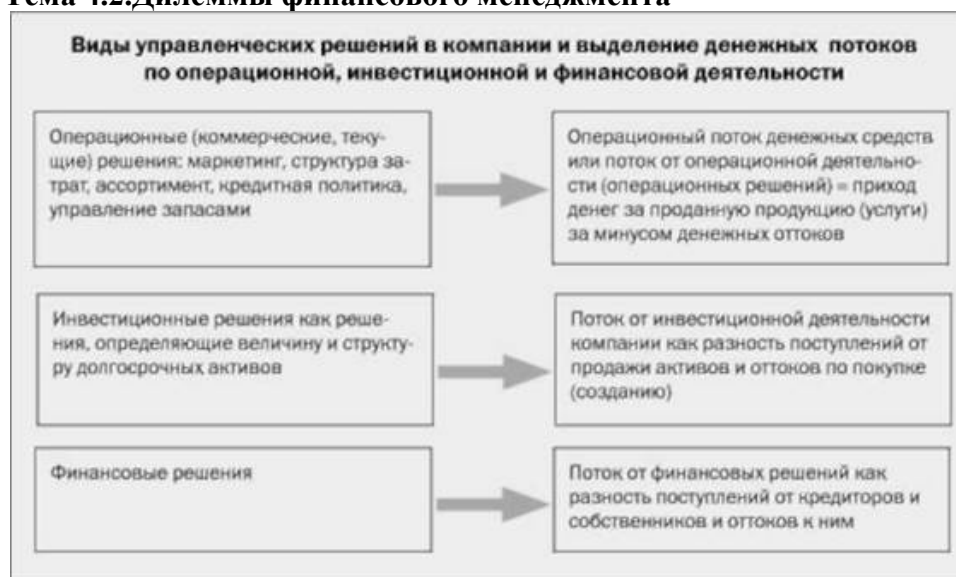 Тема 4.2.Дилеммы финансового менеджмента
Виды управленческих решений в компании и выделение денежных потоков
по операционной, инвестиционной и финансовой деятельности
Операционные (коммерческие, теку-
щие) решения: маркетинг, структура за-
трат, ассортимент, кредитная политика,
управление запасами
Операционный поток денежных средств
или поток от операционной деятельно-
сти (операционных решений) = приход
денег за проданную продукцию (услуги)
за минусом денежных оттоков
Инвестиционные решения как реше-
ния, определяющие величину и структу-
ру долгосрочных активов
Поток от инвестиционной деятельности
компании как разность поступлений от
продажи активов и оттоков по покупке
(созданию)
Финансовые решения
Поток от финансовых решений как
разность поступлений от кредиторов и
собственников и оттоков к ним